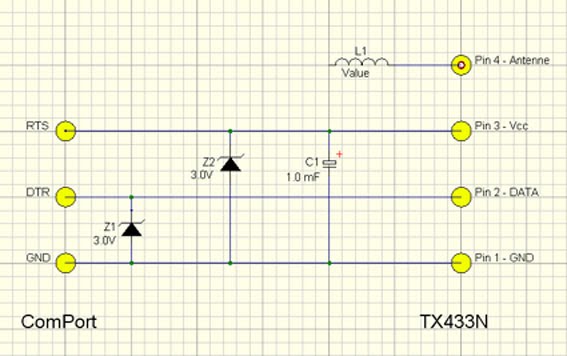 L1
Value
Pin 4 - Antenne
RTS
Pin 3 - Vcc
Z2
3.0V
C1
+
1.0 mF
DTR
Pin 2 - DATA
Z1
3.0V
GND
Pin 1 - GND
ComPort
TX433N